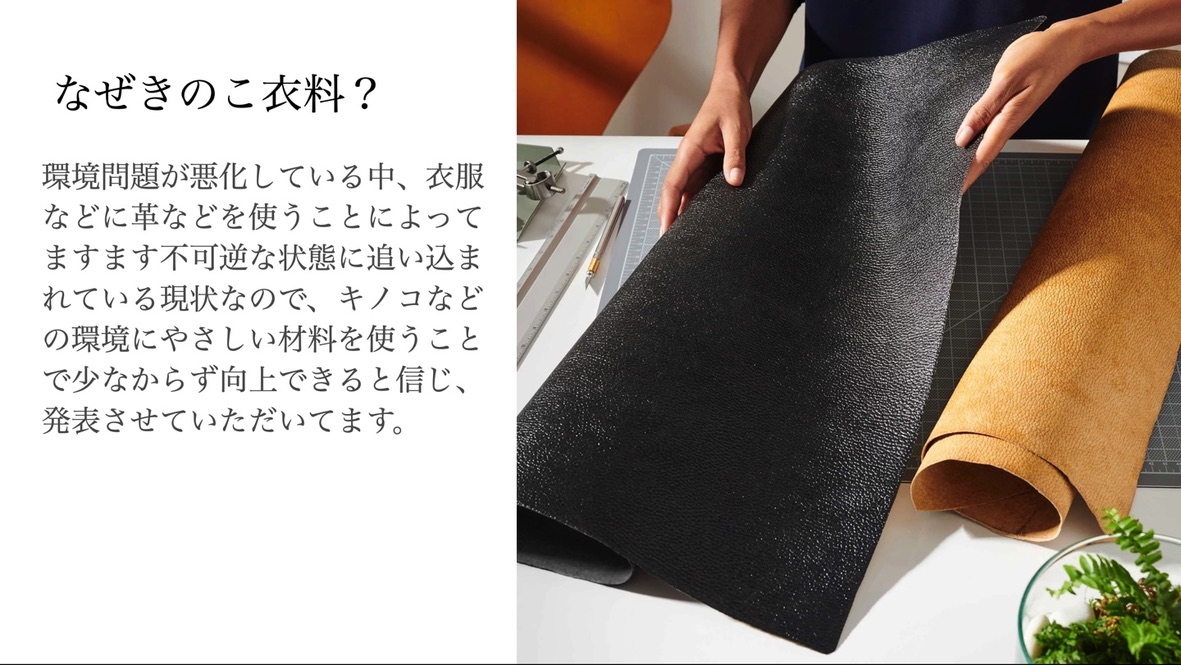 なぜきのこ衣料？
環境問題が悪化している中、衣服
などに革などを使うことによって
ますます不可逆な状態に追い込ま
れている現状なので、キノコなど
の環境にやさしい材料を使うこと
で少なからず向上できると信じ、
発表させていただいてます。